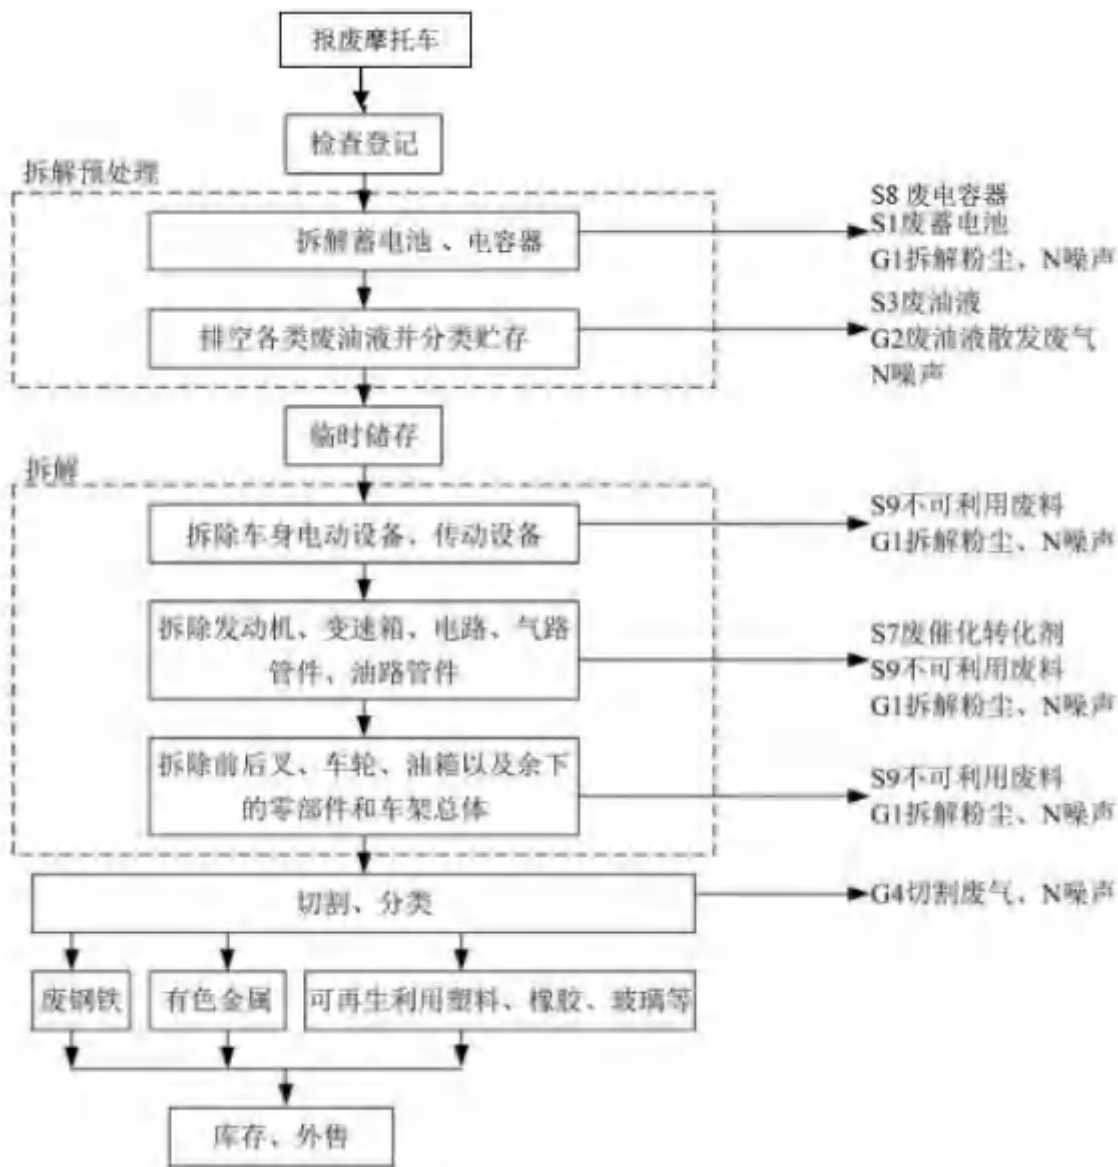 报废摩托车
检查登记
拆解预处理
拆解蓄电池、电容器
S8 废电容器
S1废蓄电池
G1拆解粉尘、N噪声
排空各类废油液并分类贮存
S3废油液
G2废油液散发废气
N噪声
临时储存
拆解
拆除车身电动设备、传动设备
S9不可利用废料
G1拆解粉尘、N噪声
拆除发动机、变速箱、电路、气路
管件、油路管件
S7废催化转化剂
S9不可利用废料
G1拆解粉尘、N噪声
拆除前后叉、车轮、油箱以及余下
的零部件和车架总体
S9不可利用废料
G1拆解粉尘、N噪声
切割、分类
G4切割废气、N噪声
废钢铁
有色金属
可再生利用塑料、橡胶、玻璃等
库存、外售